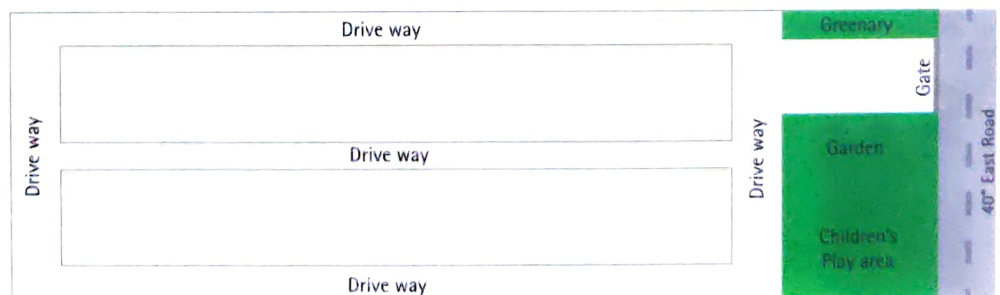 Drive way
Greenary
Gate
Drive way
Drive way
Drive way
Garden
40" East Road
Children's
Play area
Drive way